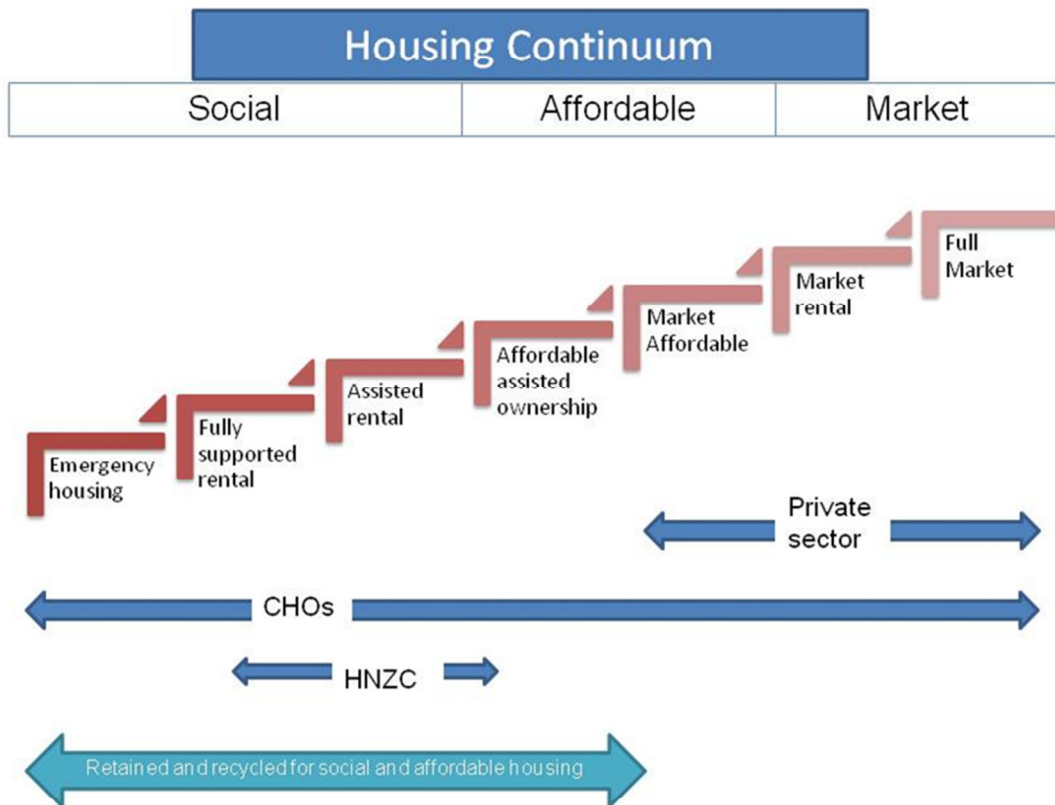 Housing Continuum
Social
Affordable
Market
Emergency
housing
Fully
supported
rental
Assisted
rental
Affordable
assisted
ownership
Market
Affordable
Market
rental
Full
Market
Private
sector
CHOs
HNZC
Retained and recycled for social and affordable housing